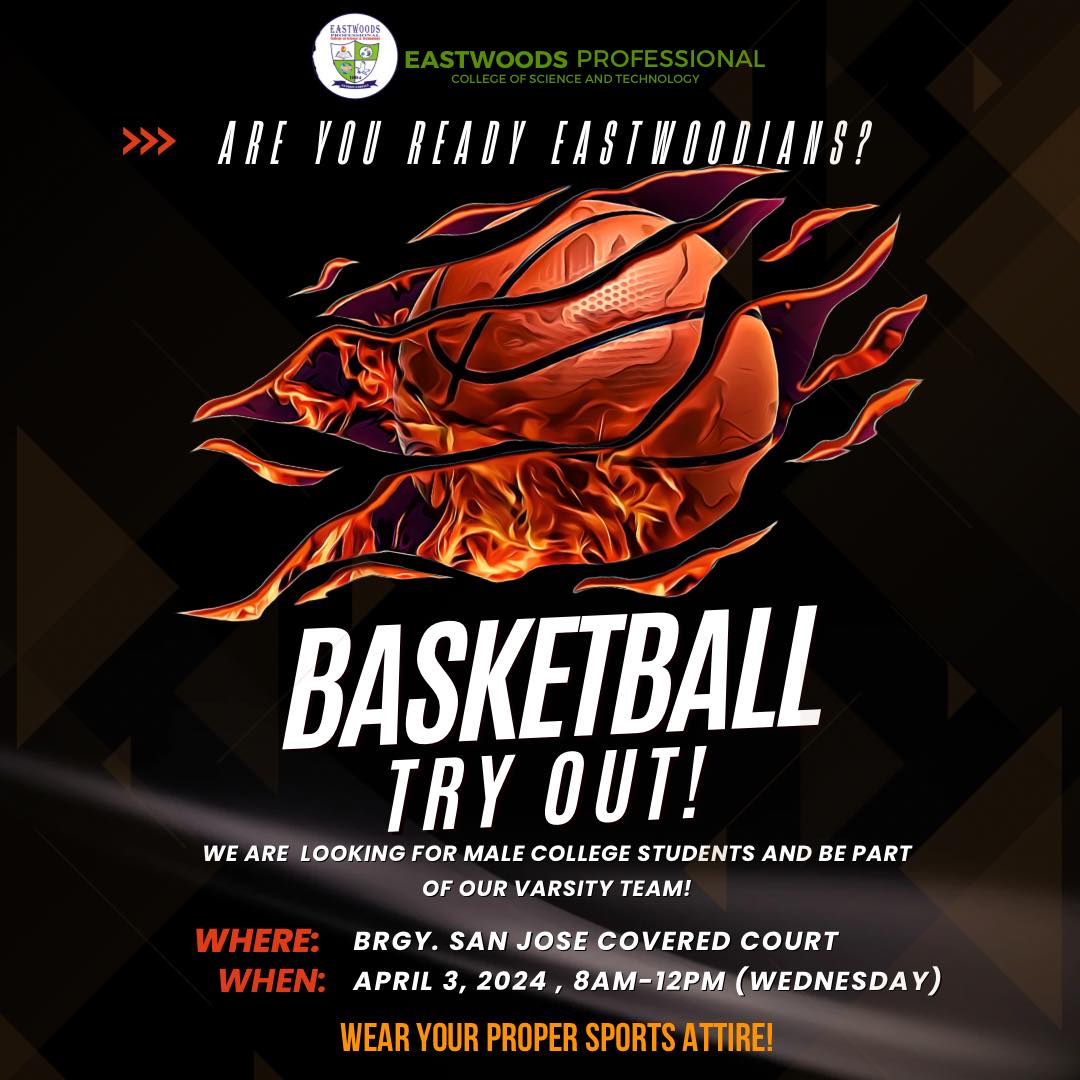 EASTWOODS
PROFESSIONAL
EASTWOODS PROFESSIONAL
COLLEGE OF SCIENCE AND TECHNOLOGY
>>> ARE YOU READY EASTWOODIANS?
BASKETBALL
TRY OUT!
WE ARE LOOKING FOR MALE COLLEGE STUDENTS AND BE PART
OF OUR VARSITY TEAM!
WHERE: BRGY. SAN JOSE COVERED COURT
WHEN: APRIL 3, 2024 , 8AM-12PM (WEDNESDAY)
WEAR YOUR PROPER SPORTS ATTIRE!